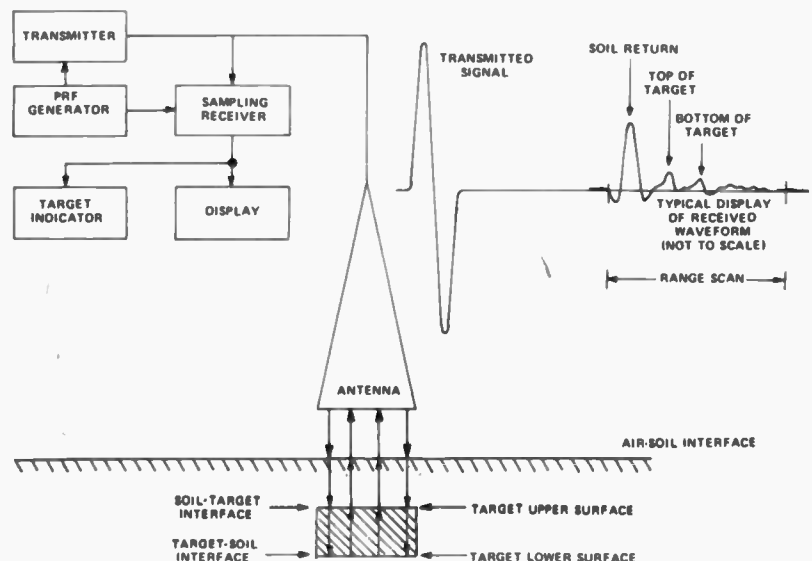 TRANSMITTER
PRF
GENERATOR
SAMPLING
RECEIVER
TARGET
INDICATOR
DISPLAY
TRANSMITTED
SIGNAL
SOIL RETURN
TOP OF
TARGET
BOTTOM OF
TARGET
TYPICAL DISPLAY
OF RECEIVED
WAVEFORM
(NOT TO SCALE)
RANGE SCAN
ANTENNA
AIR-SOIL INTERFACE
SOIL-TARGET
INTERFACE
TARGET UPPER SURFACE
TARGET-SOIL
INTERFACE
TARGET LOWER SURFACE